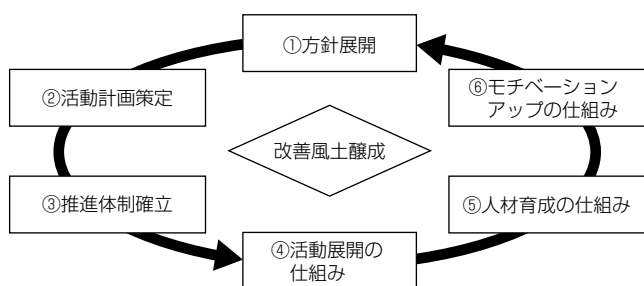 ①方針展開
②活動計画策定
③推進体制確立
④活動展開の
仕組み
⑤人材育成の仕組み
⑥モチベーション
アップの仕組み
改善風土醸成